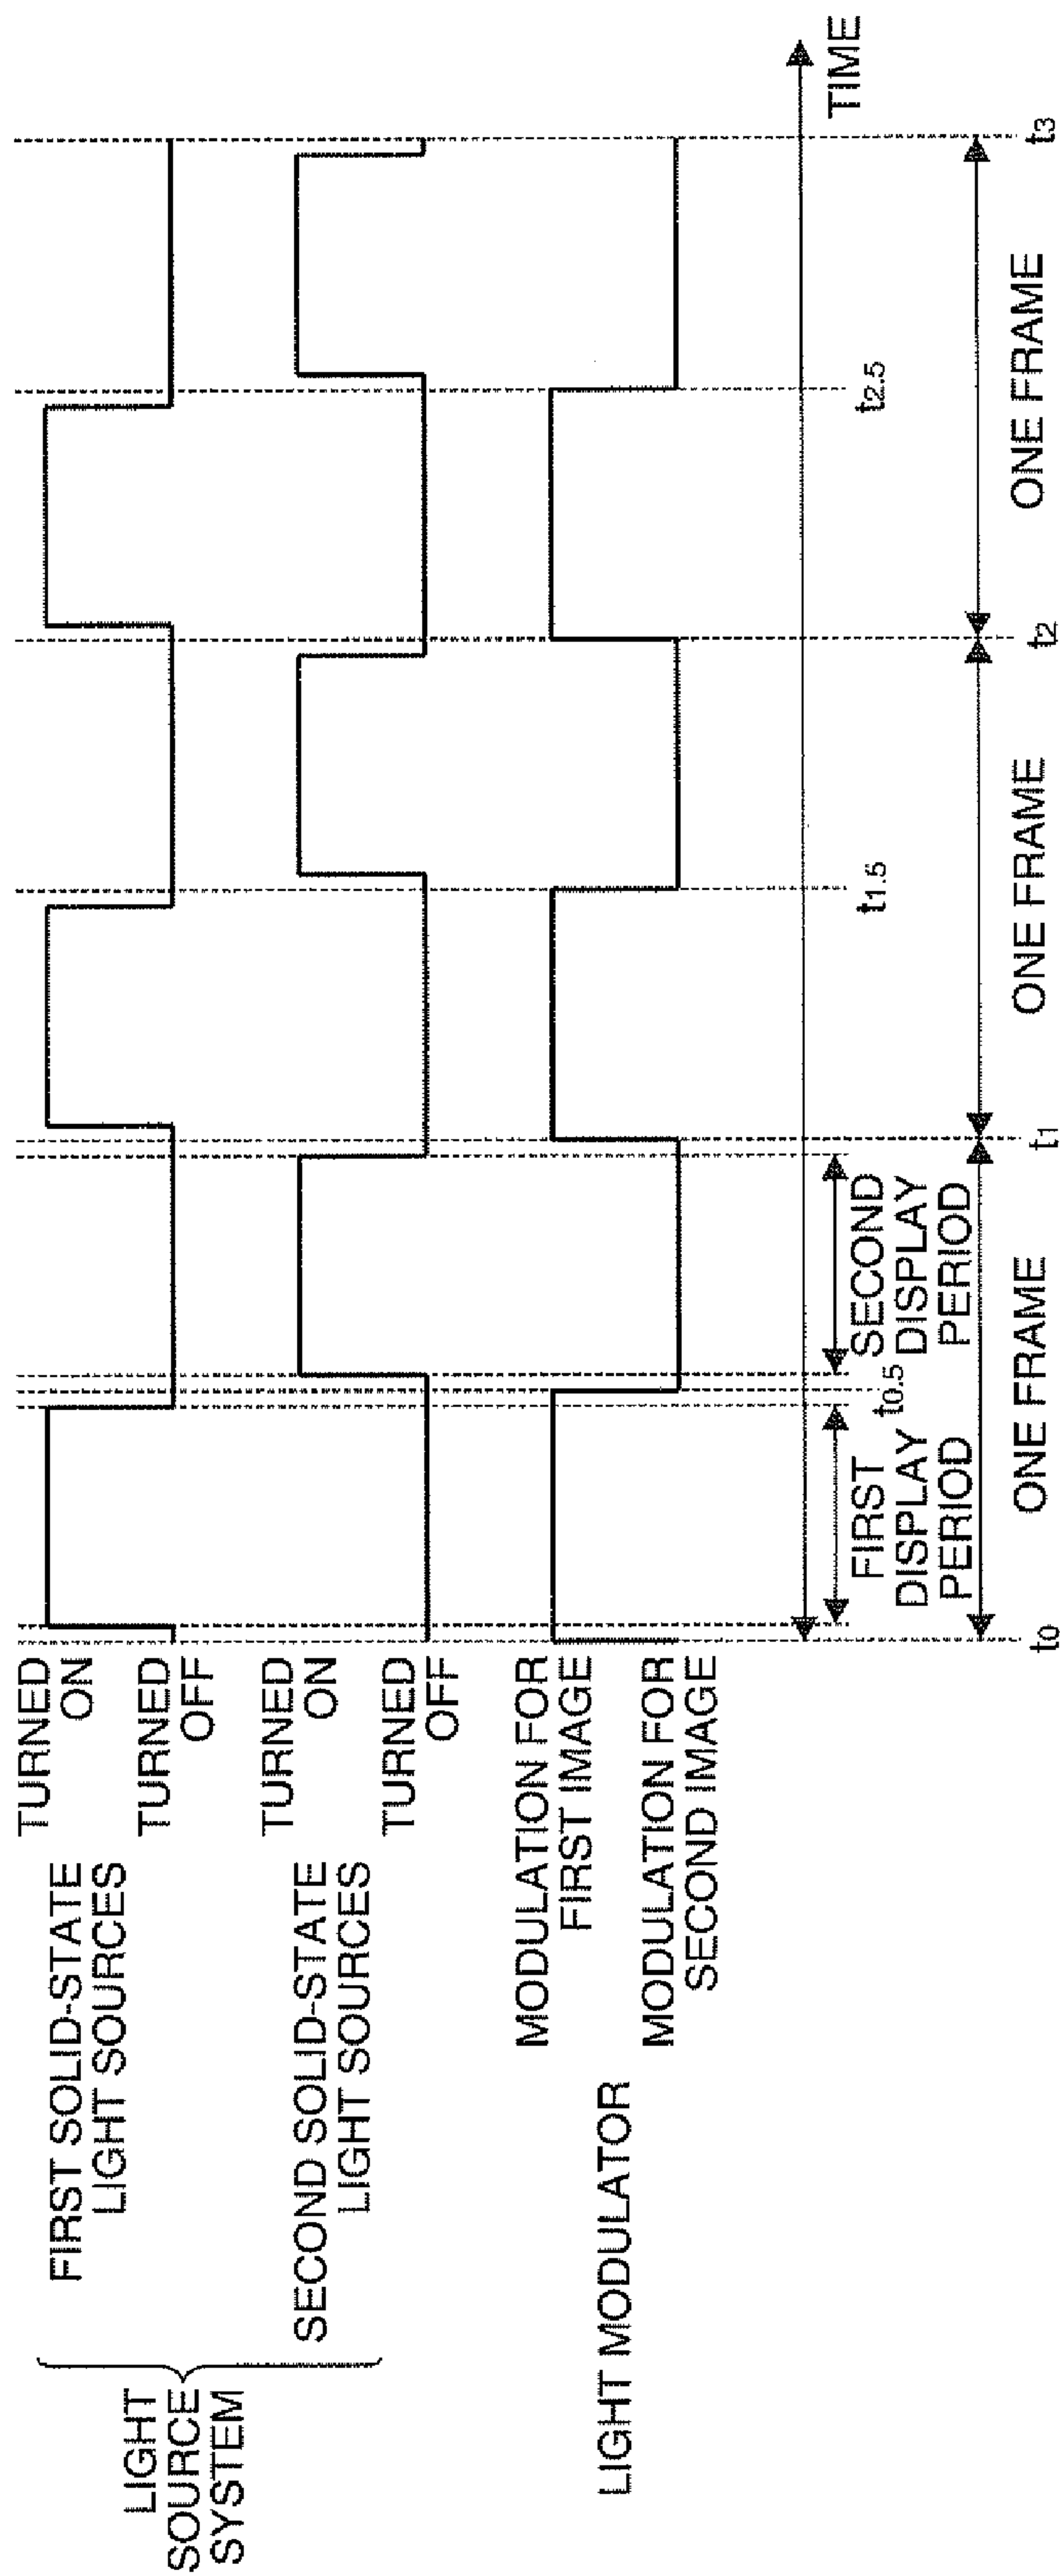 LIGHT
SOURCE
SYSTEM
FIRST SOLID-STATE
LIGHT SOURCES
TURNED
ON
TURNED
OFF
SECOND SOLID-STATE
LIGHT SOURCES
TURNED
ON
TURNED
OFF
LIGHT MODULATOR
MODULATION FOR
FIRST IMAGE
MODULATION FOR
SECOND IMAGE
TIME
FIRST
DISPLAY
PERIOD
t0.5
SECOND
DISPLAY
PERIOD
t1.5
t2.5
ONE FRAME
ONE FRAME
ONE FRAME
t0
t1
t2
t3